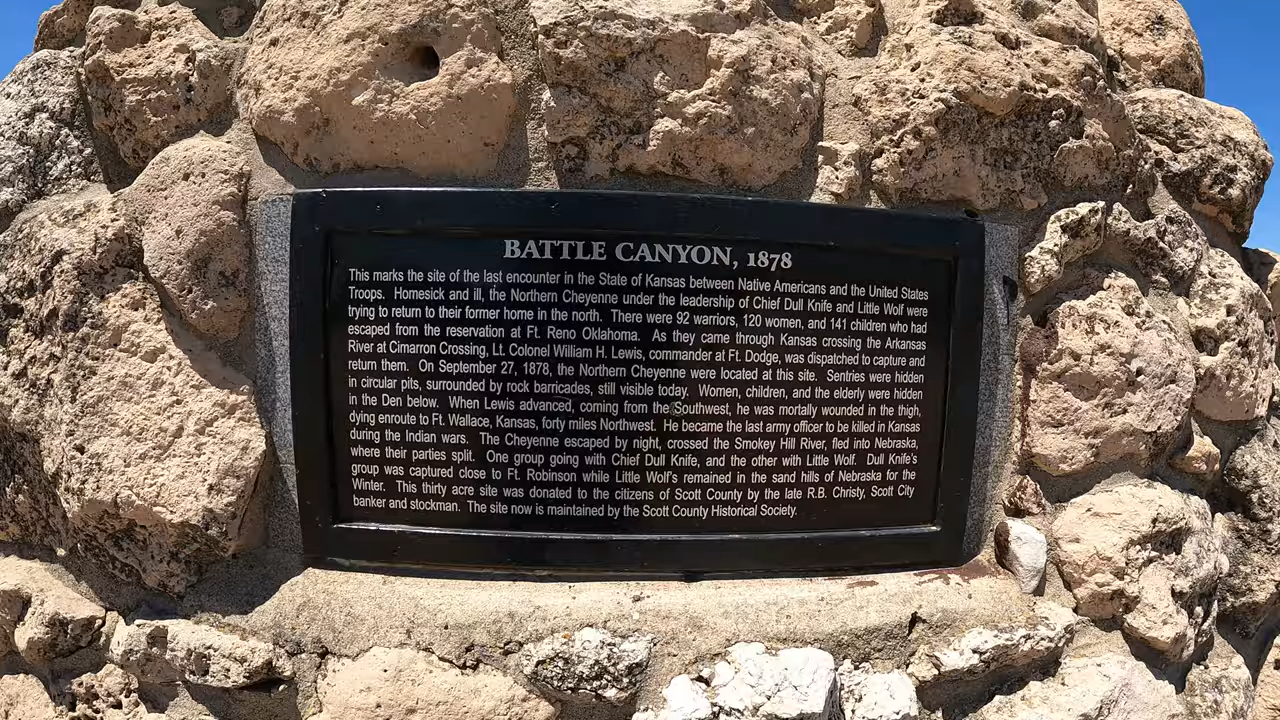 BATTLE CANYON, 1878
This marks the site of the last encounter in the State of Kansas between Native Americans and the United States
Troops. Homesick and ill, the Northern Cheyenne under the leadership of Chief Dull Knife and Little Wolf were
trying to return to their former home in the north. There were 92 warriors, 120 women, and 141 children who had
escaped from the reservation at Ft. Reno Oklahoma. As they came through Kansas crossing the Arkansas
River at Cimarron Crossing, Lt. Colonel William H. Lewis, commander at Ft. Dodge, was dispatched to capture and
return them. On September 27, 1878, the Northern Cheyenne were located at this site. Sentries were hidden
in circular pits, surrounded by rock barricades, still visible today. Women, children, and the elderly were hidden
in the Den below. When Lewis advanced, coming from the Southwest, he was mortally wounded in the thigh,
dying enroute to Ft. Wallace, Kansas, forty miles Northwest. He became the last army officer to be killed in Kansas
during the Indian wars. The Cheyenne escaped by night, crossed the Smokey Hill River, fled into Nebraska,
where their parties split. One group going with Chief Dull Knife, and the other with Little Wolf. Dull Knife's
group was captured close to Ft. Robinson while Little Wolf's remained in the sand hills of Nebraska for the
Winter. This thirty acre site was donated to the citizens of Scott County by the late R.B. Christy, Scott City
banker and stockman. The site now is maintained by the Scott County Historical Society.